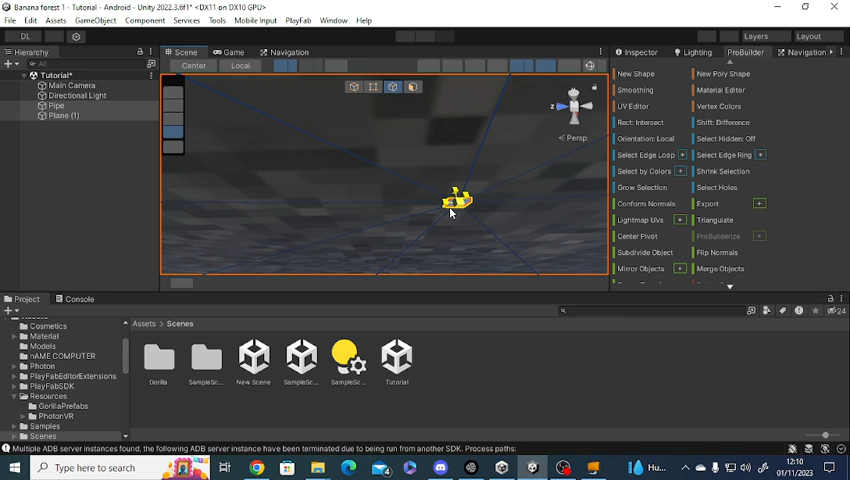 Banana forest 1 - Tutorial - Android - Unity 2022.3.6f1* <DX11 on DX10 GPU>
File Edit Assets GameObject Component Services Tools Mobile Input PlayFab Window Help
DL Layers Layout
Hierarchy Scene Game Navigation Inspector Lighting ProBuilder Navigation
All
Center Local
Tutorial*
Main Camera
Directional Light
Pipe
Plane (1)
z
Persp
New Shape New Poly Shape
Smoothing Material Editor
UV Editor Vertex Colors
Rect: Intersect Shift: Difference
Orientation: Local Select Hidden: Off
Select Edge Loop Select Edge Ring
Select by Colors Shrink Selection
Grow Selection Select Holes
Conform Normals Export
Lightmap UVs Triangulate
Center Pivot ProBuilderize
Subdivide Object Flip Normals
Mirror Objects Merge Objects
Project Console
24
Assets > Scenes
Cosmetics
Material
Models
nAME COMPUTER
Photon
PlayFabEditorExtensions
PlayFabSDK
Resources
GorillaPrefabs
PhotonVR
Samples
Scenes
Gorilla SampleSc... New Scene SampleSc... SampleSc... Tutorial
Multiple ADB server instances found, the following ADB server instance have been terminated due to being run from another SDK. Process paths:
Type here to search
4
Hu...
12:10
01/11/2023